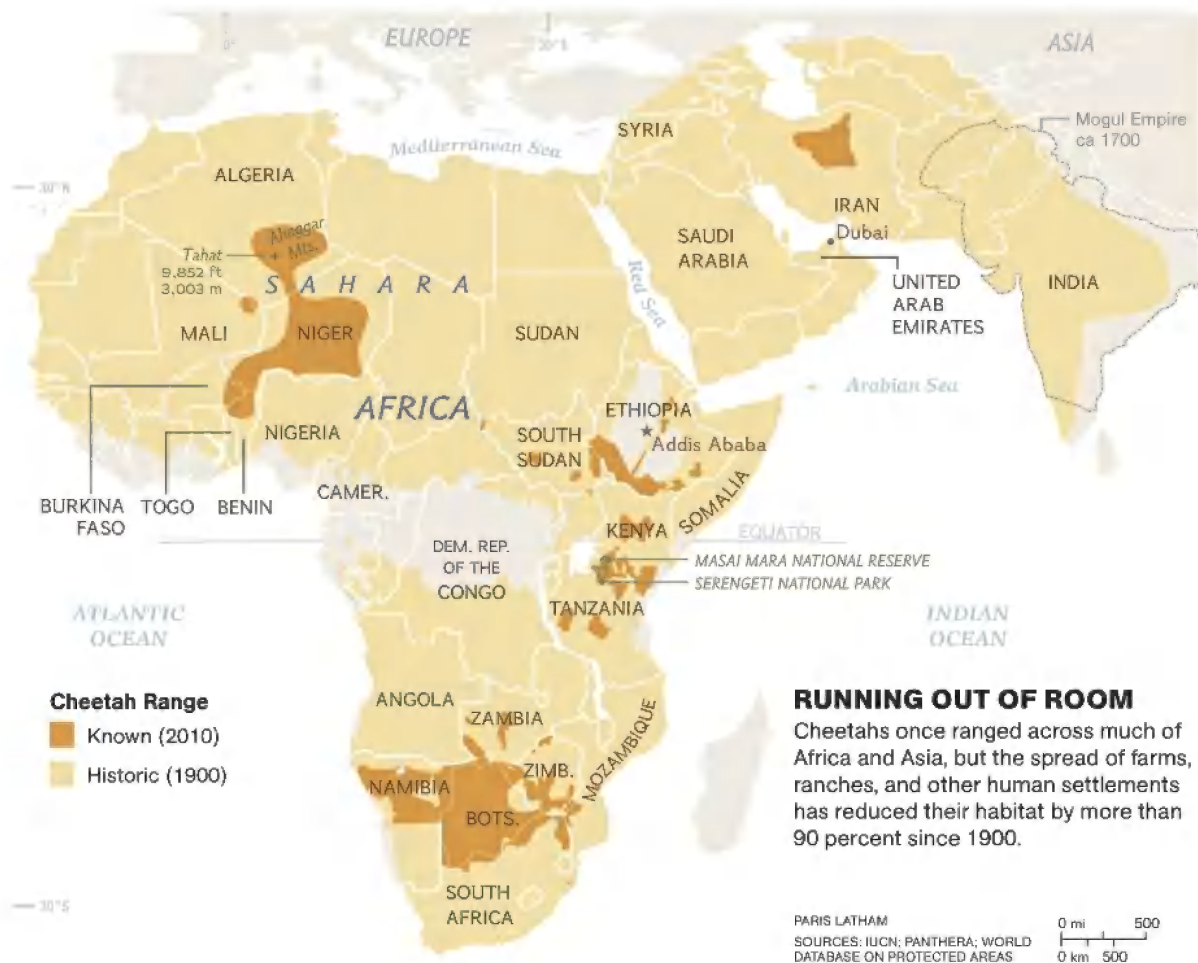 EUROPE
ASIA
0°
30°E
Mogul Empire
ca 1700
SYRIA
Mediterranean Sea
30°N
ALGERIA
Ahaggar
Mts.
Tahat
9,852 ft
3,003 m
IRAN
Dubai
SAUDI
ARABIA
Red Sea
SAHARA
UNITED
ARAB
EMIRATES
INDIA
MALI
NIGER
SUDAN
Arabian Sea
AFRICA
ETHIOPIA
Addis Ababa
NIGERIA
SOUTH
SUDAN
BURKINA
FASO
TOGO
BENIN
CAMER.
SOMALIA
KENYA
EQUATOR
DEM. REP.
OF THE
CONGO
MASAI MARA NATIONAL RESERVE
SERENGETI NATIONAL PARK
TANZANIA
ATLANTIC
OCEAN
INDIAN
OCEAN
Cheetah Range
Known (2010)
Historic (1900)
ANGOLA
ZAMBIA
MOZAMBIQUE
ZIMB.
NAMIBIA
BOTS.
SOUTH
AFRICA
30°S
RUNNING OUT OF ROOM
Cheetahs once ranged across much of
Africa and Asia, but the spread of farms,
ranches, and other human settlements
has reduced their habitat by more than
90 percent since 1900.
PARIS LATHAM
SOURCES: IUCN; PANTHERA; WORLD
DATABASE ON PROTECTED AREAS
0 mi 500
0 km 500